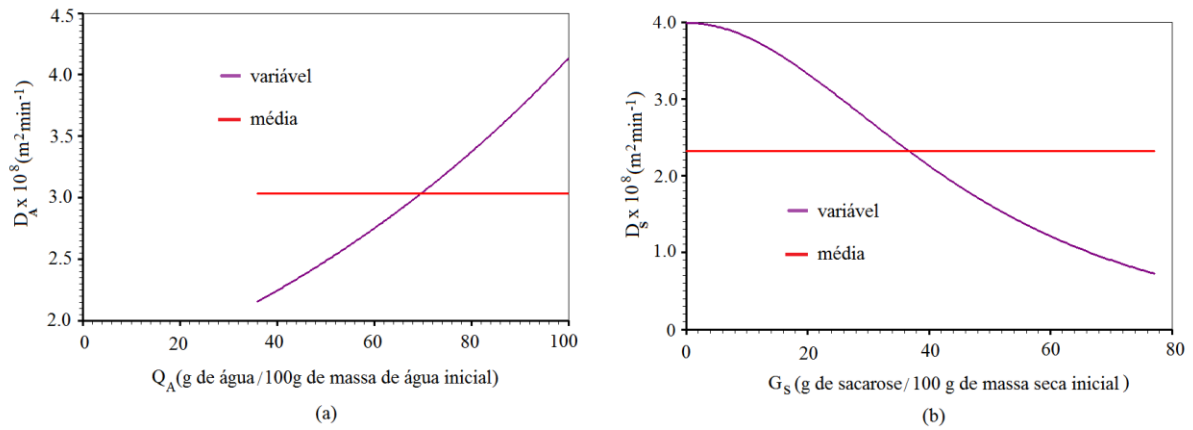 4.5
4.0
3.5
3.0
2.5
2.0
D_A x 10^8 (m^2 min^-1)
variável
média
0 20 40 60 80 100
Q_A (g de água/100g de massa de água inicial)
(a)
4.0
3.0
2.0
1.0
0
D_S x 10^8 (m^2 min^-1)
variável
média
0 20 40 60 80
G_S (g de sacarose/100 g de massa seca inicial )
(b)